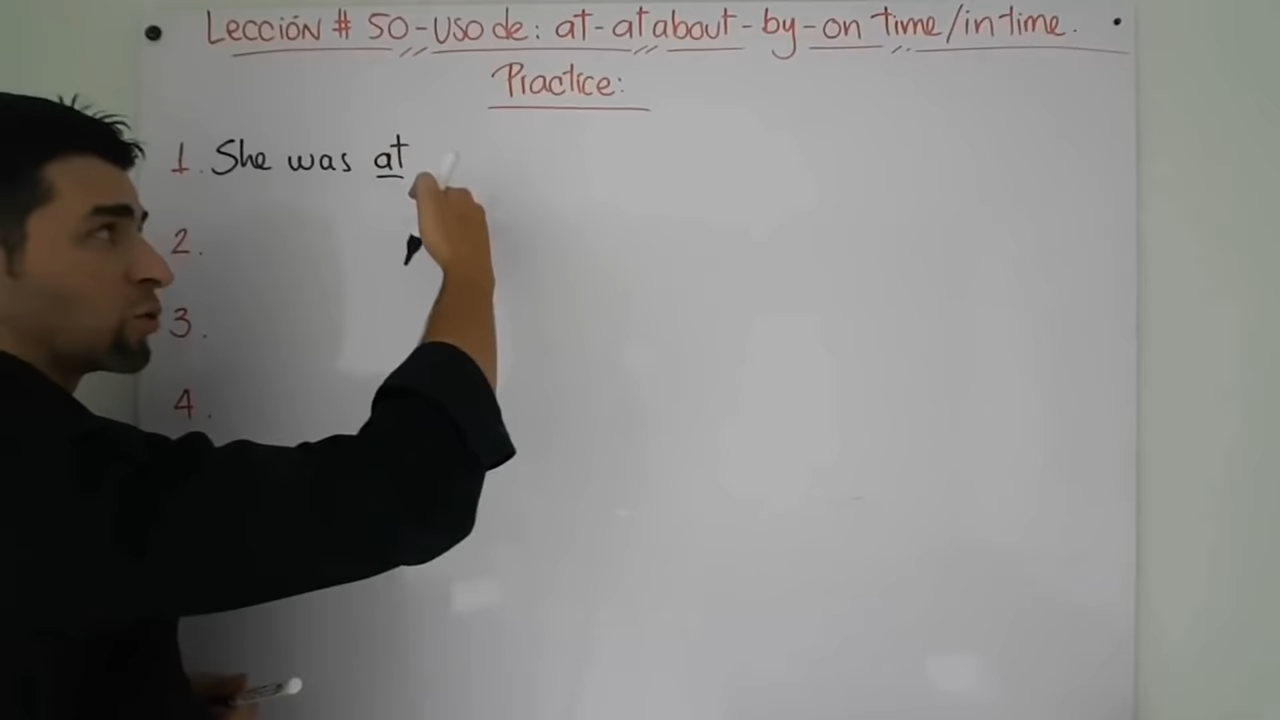 Lección # 50-Uso de: at-at about-by-on time/in time.
Practice:
1. She was at
2.
3.
4.